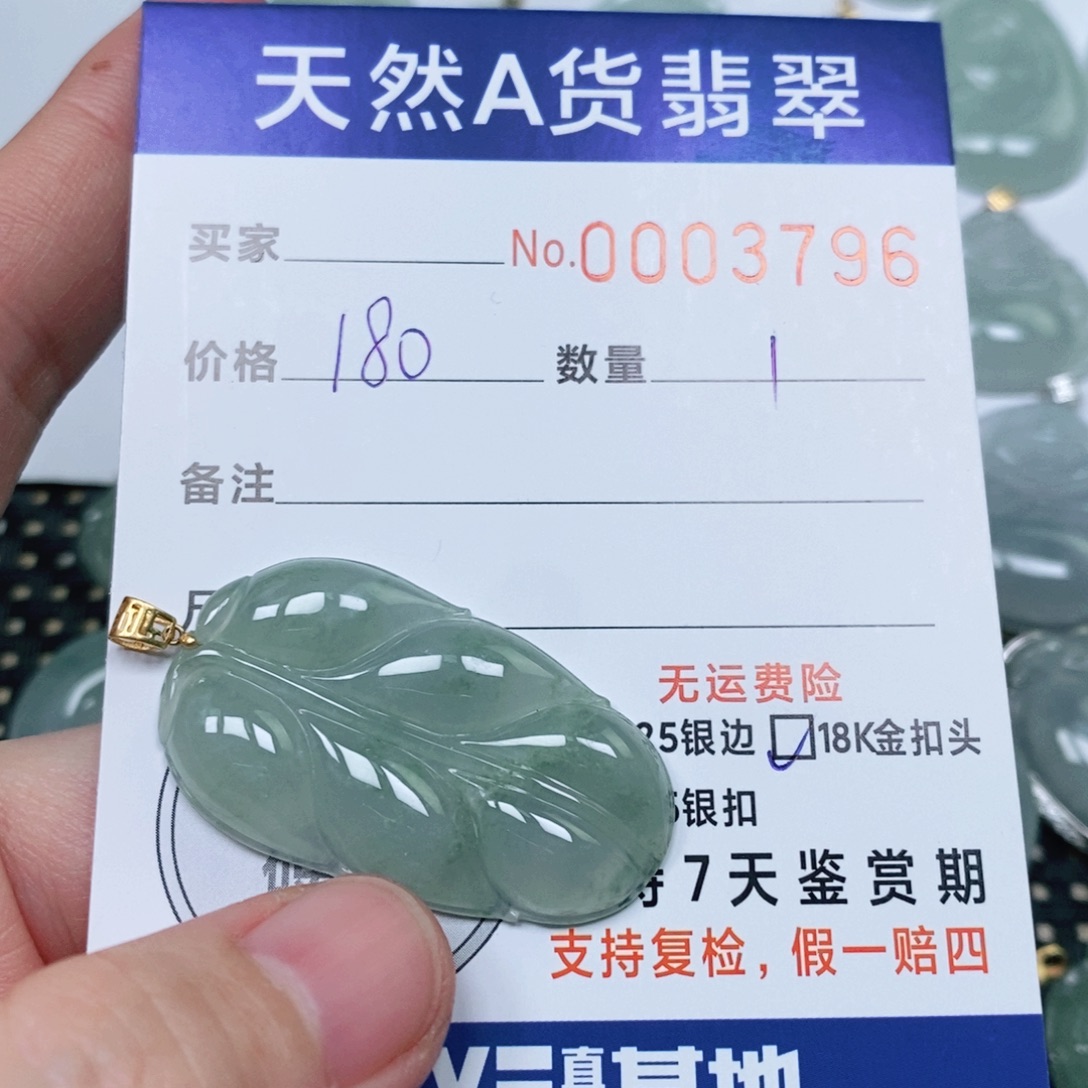 天然A货翡翠
买家 No.0003796
价格 180 数量 1
备注
无运费险
5银边 18K金扣头
银扣
7天鉴赏期
支持复检，假一赔四
基地